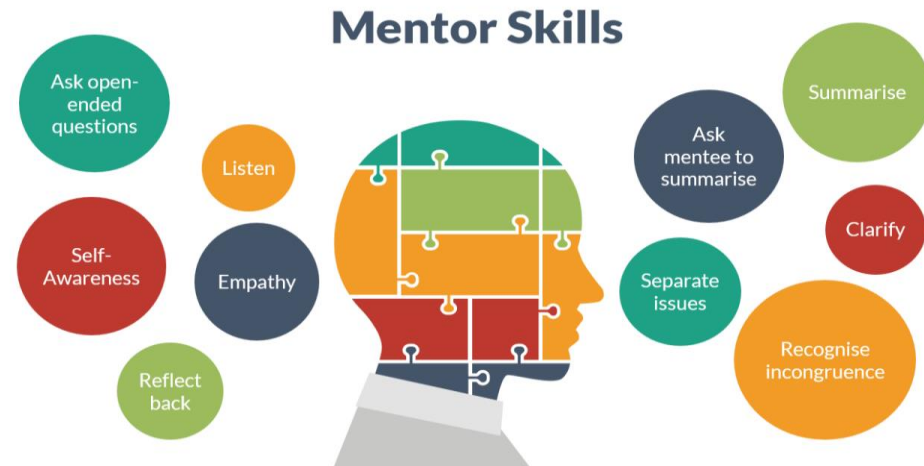 Mentor Skills
Ask open-
ended
questions
Listen
Self-
Awareness
Empathy
Reflect
back
Summarise
Ask
mentee to
summarise
Clarify
Separate
issues
Recognise
incongruence